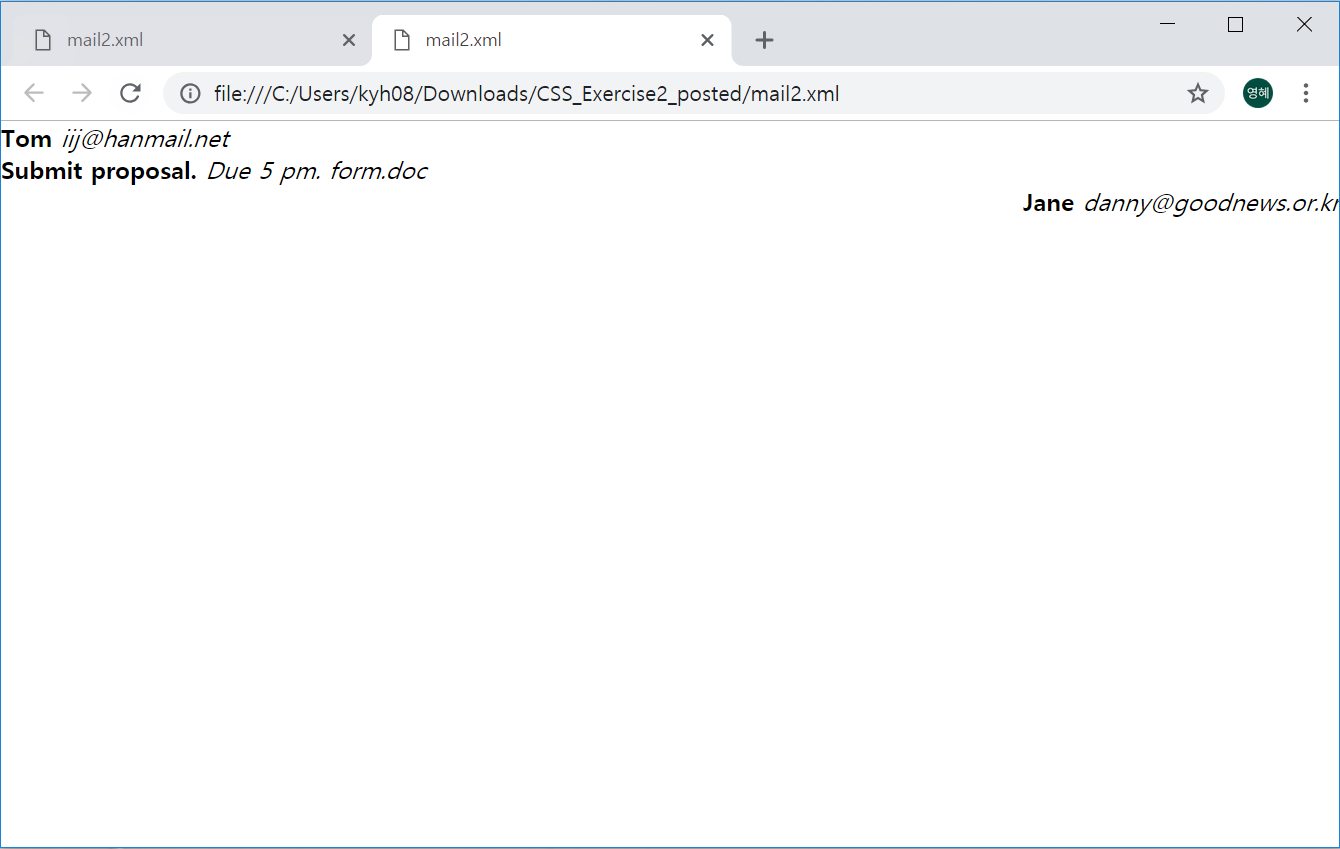 mail2.xml
mail2.xml
file:///C:/Users/kyh08/Downloads/CSS_Exercise2_posted/mail2.xml
영혜
Tom iij@hanmail.net
Submit proposal. Due 5 pm. form.doc
Jane danny@goodnews.or.kr